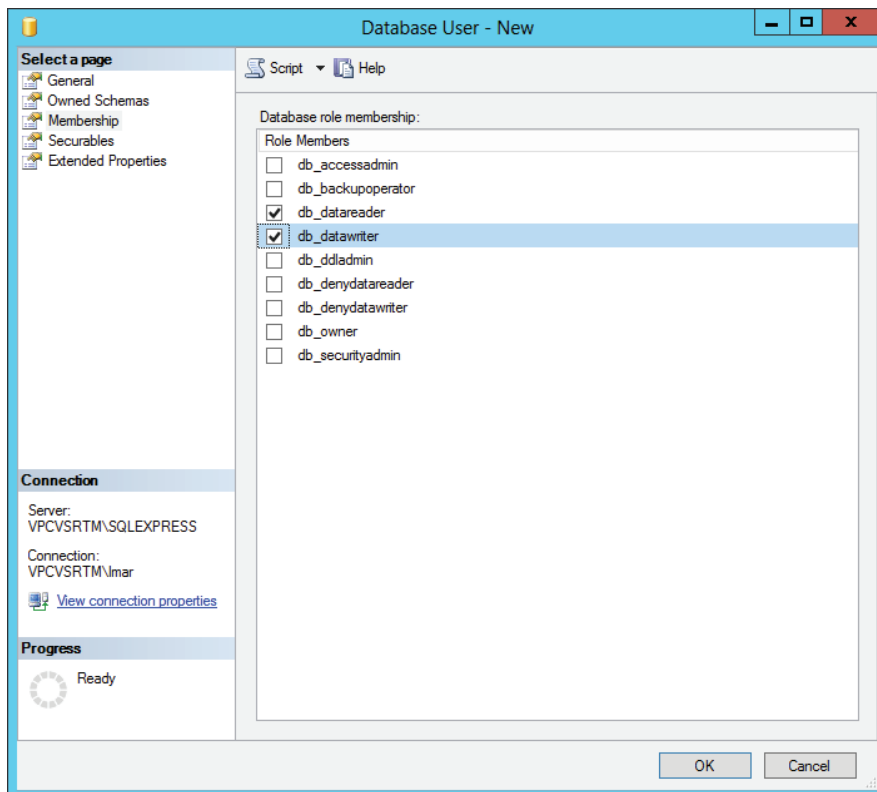 Database User - New
Select a page
General
Owned Schemas
Membership
Securables
Extended Properties
Script
Help
Database role membership:
Role Members
db_accessadmin
db_backupoperator
db_datareader
db_datawriter
db_ddladmin
db_denydatareader
db_denydatawriter
db_owner
db_securityadmin
Connection
Server:
VPCVSRTM\SQLEXPRESS
Connection:
VPCVSRTM\Imar
View connection properties
Progress
Ready
OK
Cancel